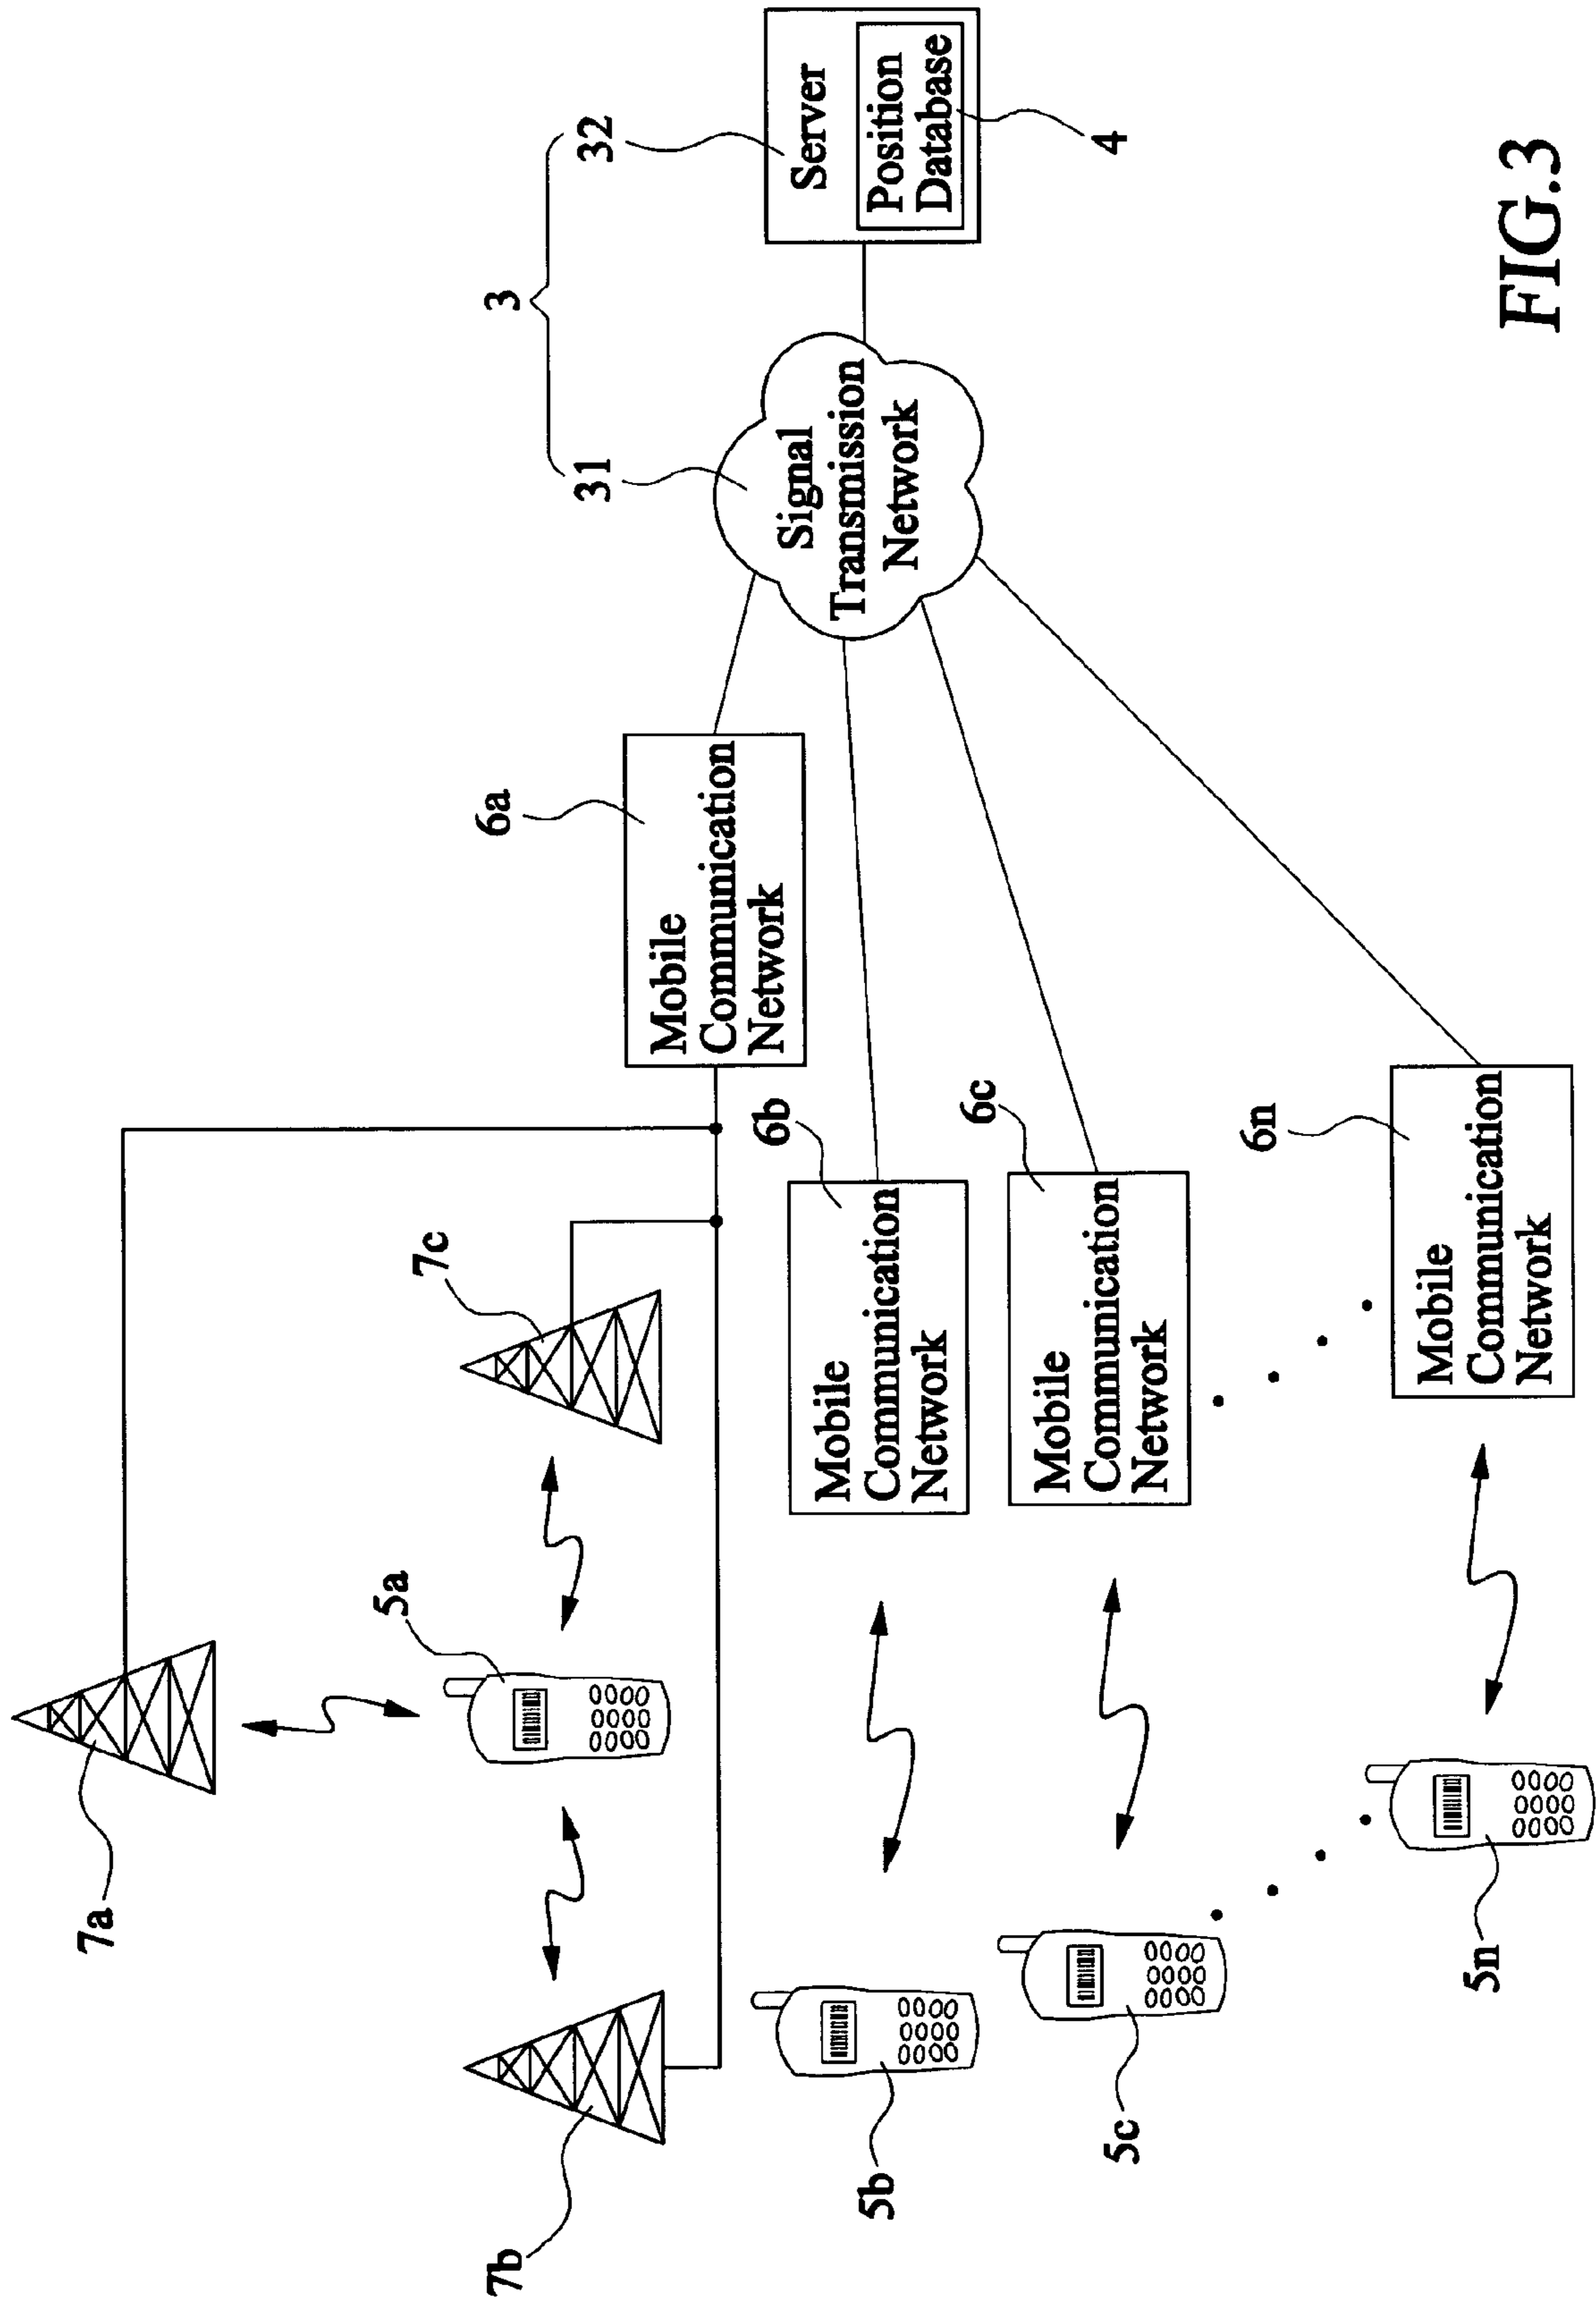 7a
5a
7b
7c
3
31
32
6a
Mobile
Communication
Network
Signal
Transmission
Network
Server
Position
Database
4
5b
6b
Mobile
Communication
Network
5c
6c
Mobile
Communication
Network
5n
6n
Mobile
Communication
Network
FIG.3